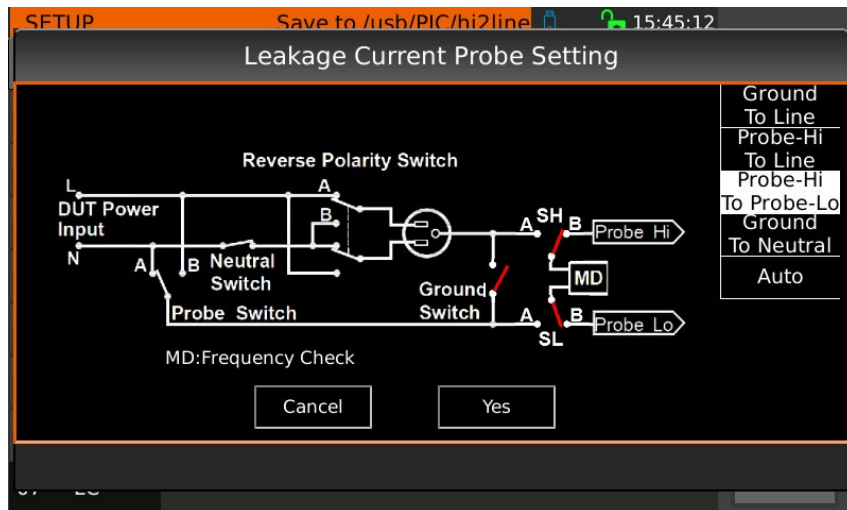 SETUP
Save to /usb/PIC/hi2line
15:45:12
Leakage Current Probe Setting
Ground
To Line
Probe-Hi
To Line
Probe-Hi
To Probe-Lo
Ground
To Neutral
Auto
Reverse Polarity Switch
L
A
DUT Power
Input
B
A
SH
B
Probe Hi
N
A
B
Neutral
Switch
MD
Ground
Switch
Probe Switch
A
B
Probe Lo
SL
MD:Frequency Check
Cancel
Yes